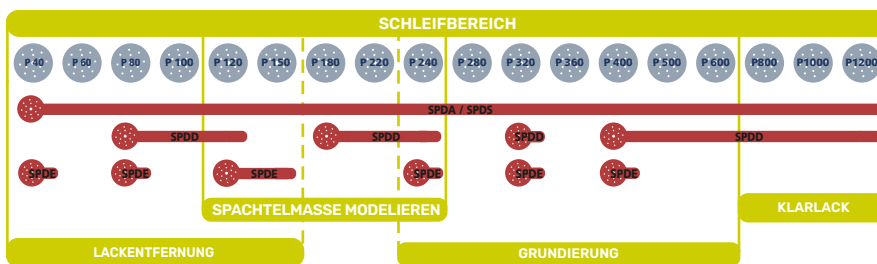 SCHLEIFBEREICH
P 40 P 60 P 80 P 100 P 120 P 150 P 180 P 220 P 240 P 280 P 320 P 360 P 400 P 500 P 600 P800 P1000 P1200
SPDA / SPDS
SPDD SPDD SPDD SPDD
SPDE SPDE SPDE SPDE SPDE SPDE
SPACHTELMASSE MODELIEREN KLARLACK
LACKENTFERNUNG GRUNDIERUNG